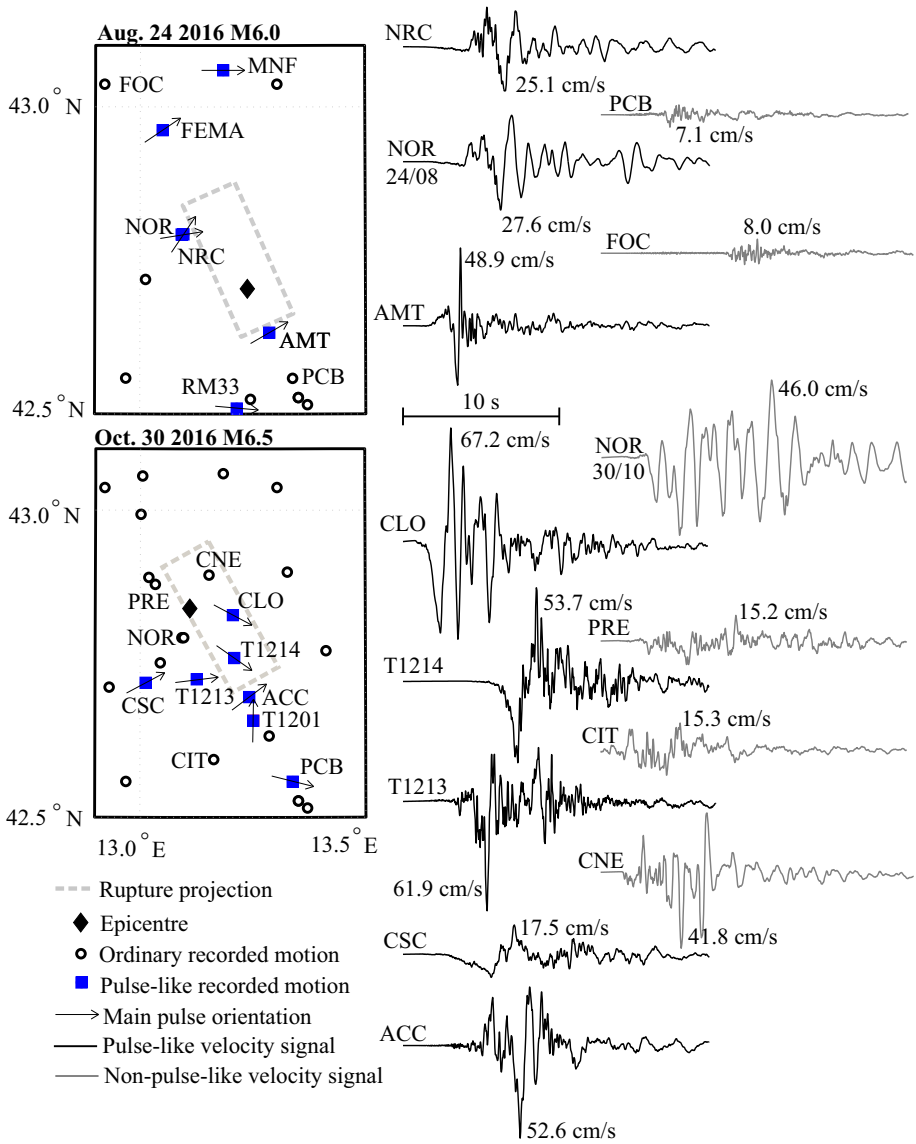 Aug. 24 2016 M6.0
MNF
FOC
43.0°N
FEMA
NOR
NRC
AMT
RM33
PCB
42.5°N
Oct. 30 2016 M6.5
43.0°N
CNE
PRE
CLO
NOR
T1214
CSC
T1213
ACC
T1201
CIT
PCB
42.5°N
13.0°E
13.5°E
Rupture projection
Epicentre
Ordinary recorded motion
Pulse-like recorded motion
Main pulse orientation
Pulse-like velocity signal
Non-pulse-like velocity signal
NRC
25.1 cm/s
PCB
7.1 cm/s
NOR
24/08
27.6 cm/s
FOC
8.0 cm/s
AMT
48.9 cm/s
10 s
CLO
67.2 cm/s
NOR
30/10
46.0 cm/s
T1214
53.7 cm/s
PRE
15.2 cm/s
CIT
15.3 cm/s
T1213
61.9 cm/s
CNE
41.8 cm/s
CSC
17.5 cm/s
ACC
52.6 cm/s